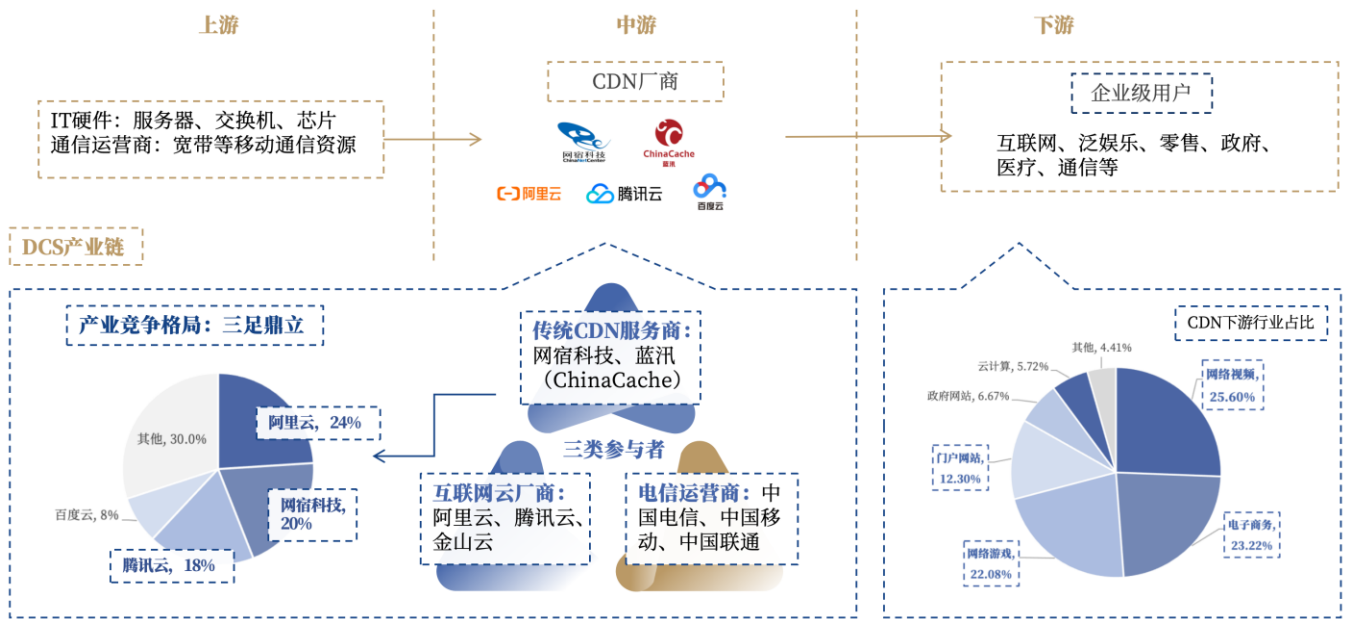 上游
中游
下游
IT硬件：服务器、交换机、芯片
通信运营商：宽带等移动通信资源
CDN厂商
网宿科技
ChinaNetCenter
ChinaCache
蓝汛
阿里云
腾讯云
百度云
企业级用户
互联网、泛娱乐、零售、政府、
医疗、通信等
DCS产业链
产业竞争格局：三足鼎立
阿里云，24%
网宿科技，
20%
腾讯云，18%
百度云, 8%
其他, 30.0%
传统CDN服务商：
网宿科技、蓝汛
（ChinaCache）
三类参与者
互联网云厂商：
阿里云、腾讯云、
金山云
电信运营商：中
国电信、中国移
动、中国联通
CDN下游行业占比
其他, 4.41%
云计算, 5.72%
政府网站, 6.67%
门户网站,
12.30%
网络游戏,
22.08%
电子商务,
23.22%
网络视频,
25.60%